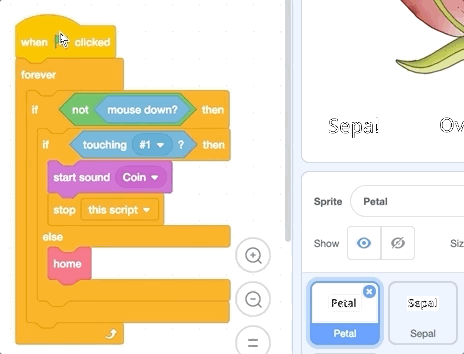 when clicked
forever
if not mouse down? then
if touching #1 ? then
start sound Coin
stop this script
else
home
Sepal
Ov
Sprite Petal
Show Siz
Petal Sepal
Petal Sepal